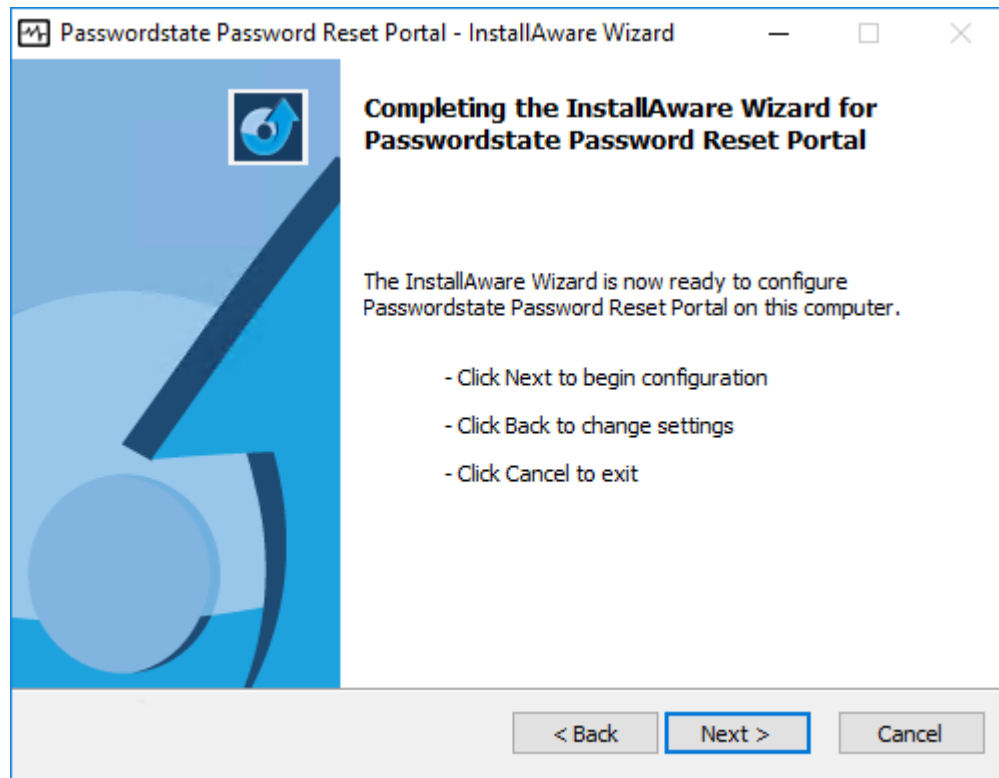 Passwordstate Password Reset Portal - InstallAware Wizard
Completing the InstallAware Wizard for
Passwordstate Password Reset Portal
The InstallAware Wizard is now ready to configure
Passwordstate Password Reset Portal on this computer.
- Click Next to begin configuration
- Click Back to change settings
- Click Cancel to exit
< Back
Next >
Cancel